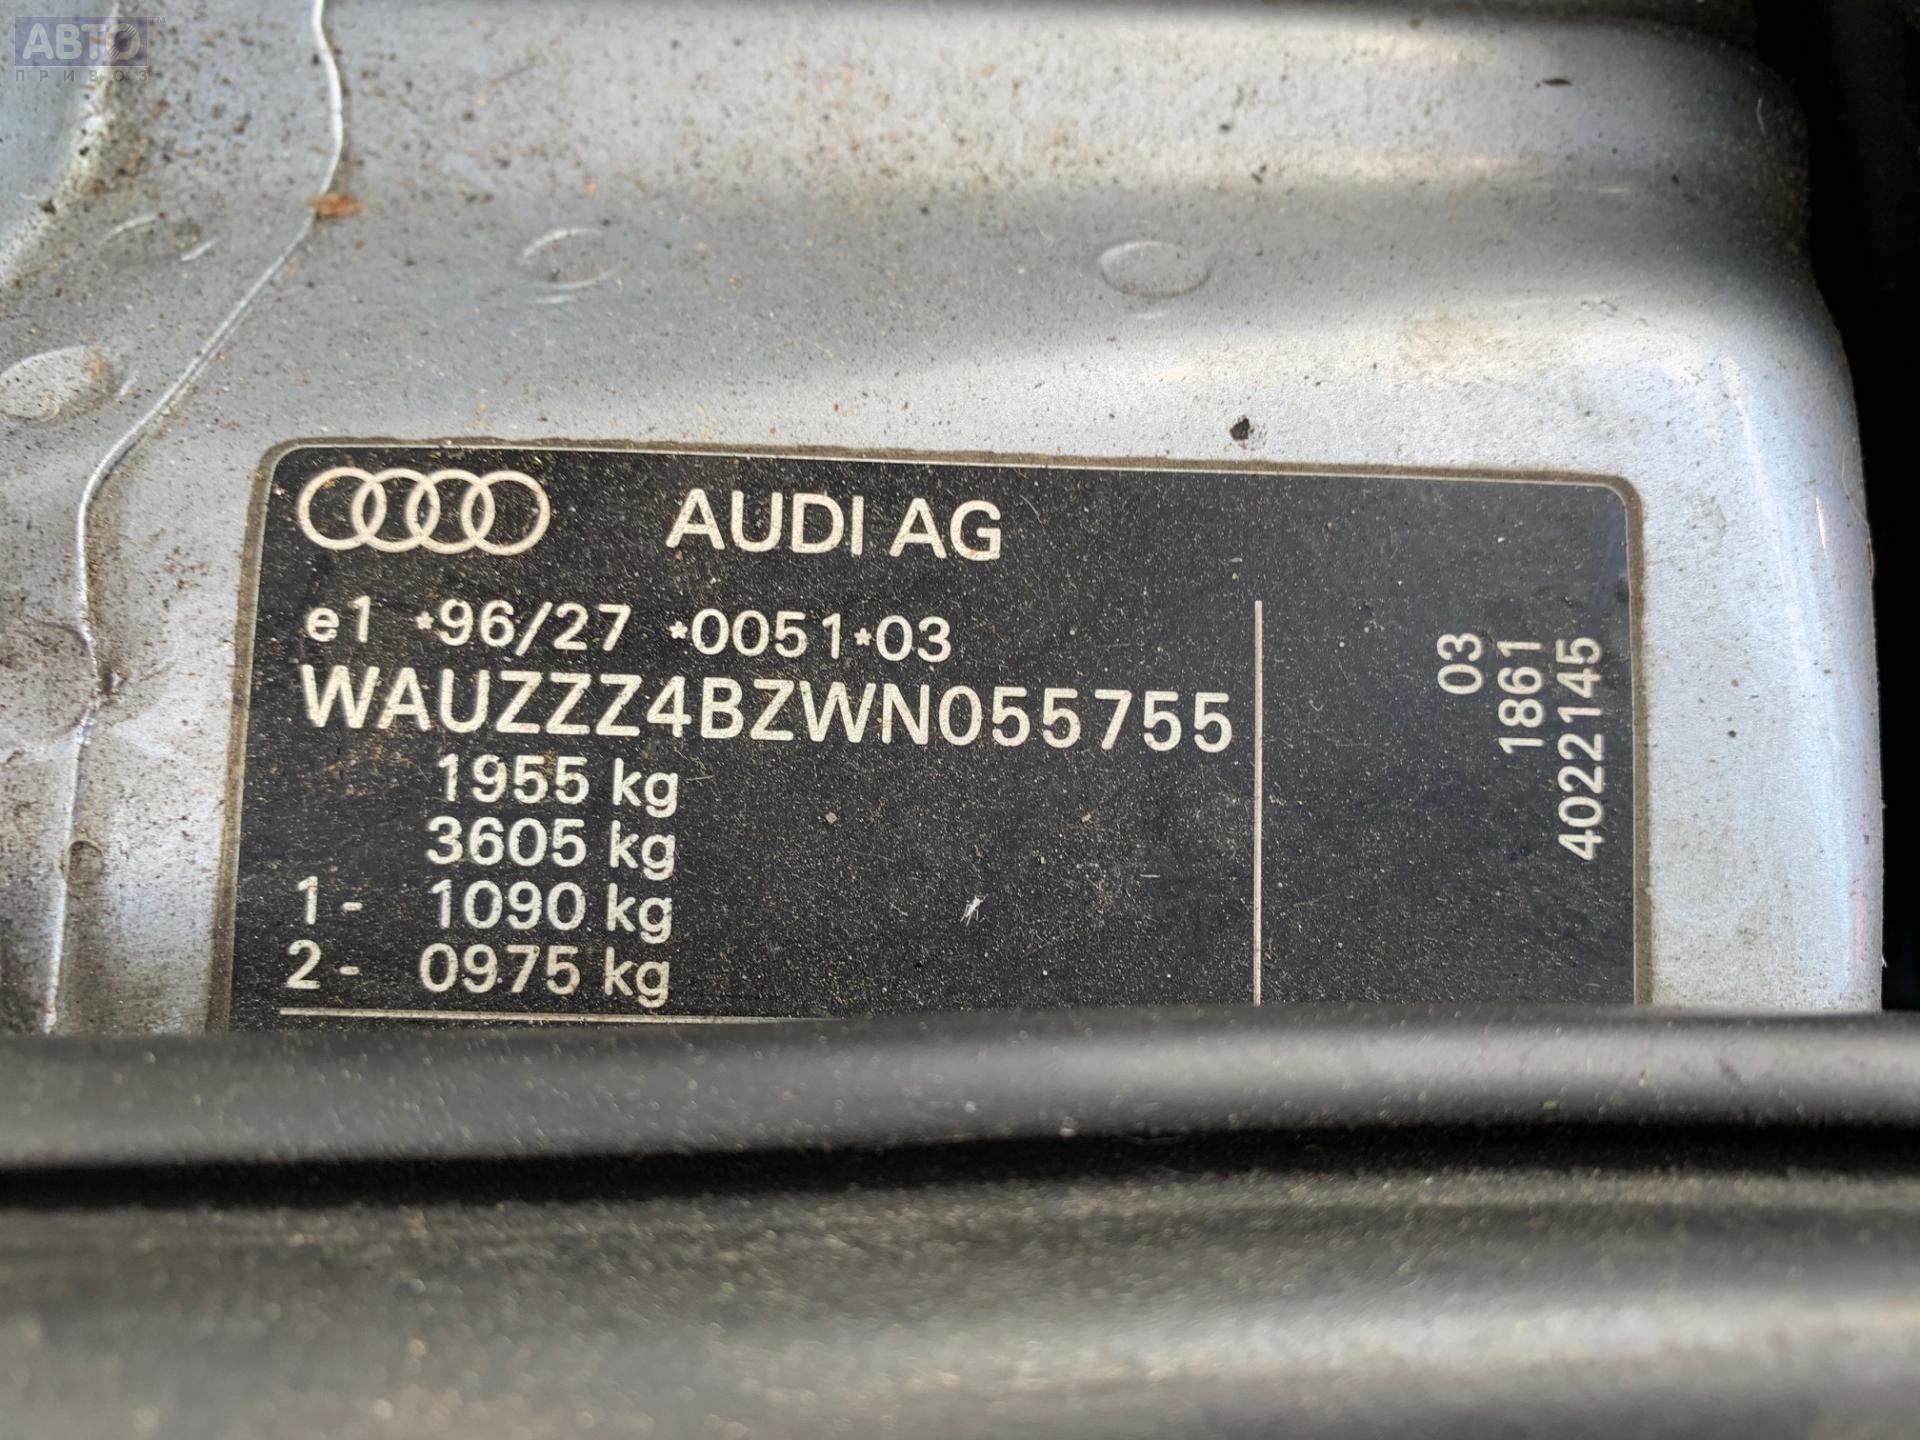 АВТО
ПРИВОЗ
AUDI AG
e1 *96/27 *0051*03
WAUZZZ4BZWN055755
1955 kg
3605 kg
1- 1090 kg
2- 0975 kg
03
1861
4022145